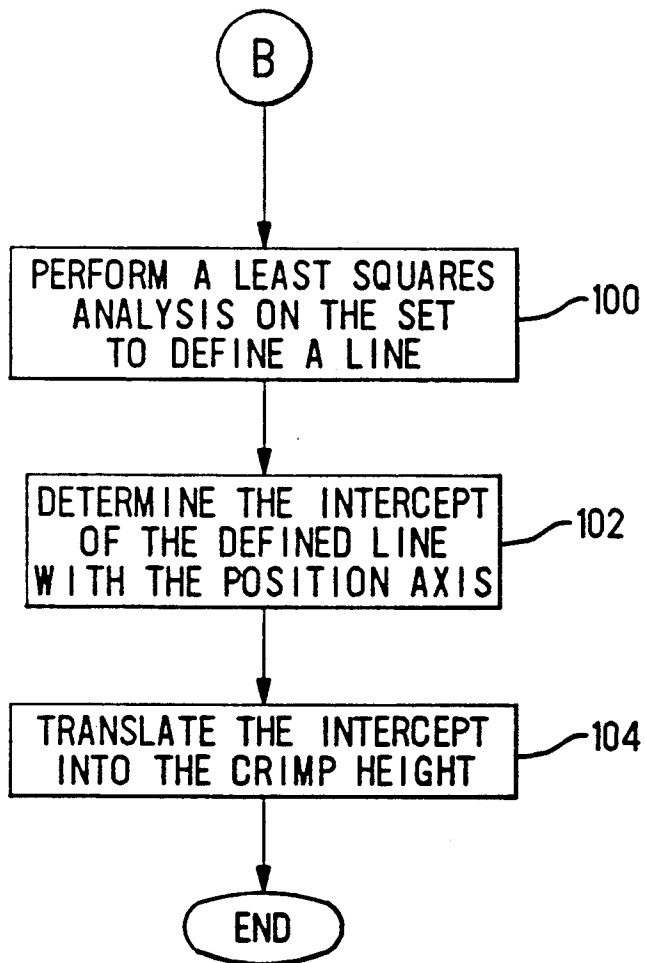 B
PERFORM A LEAST SQUARES
ANALYSIS ON THE SET
TO DEFINE A LINE
100
DETERMINE THE INTERCEPT
OF THE DEFINED LINE
WITH THE POSITION AXIS
102
TRANSLATE THE INTERCEPT
INTO THE CRIMP HEIGHT
104
END